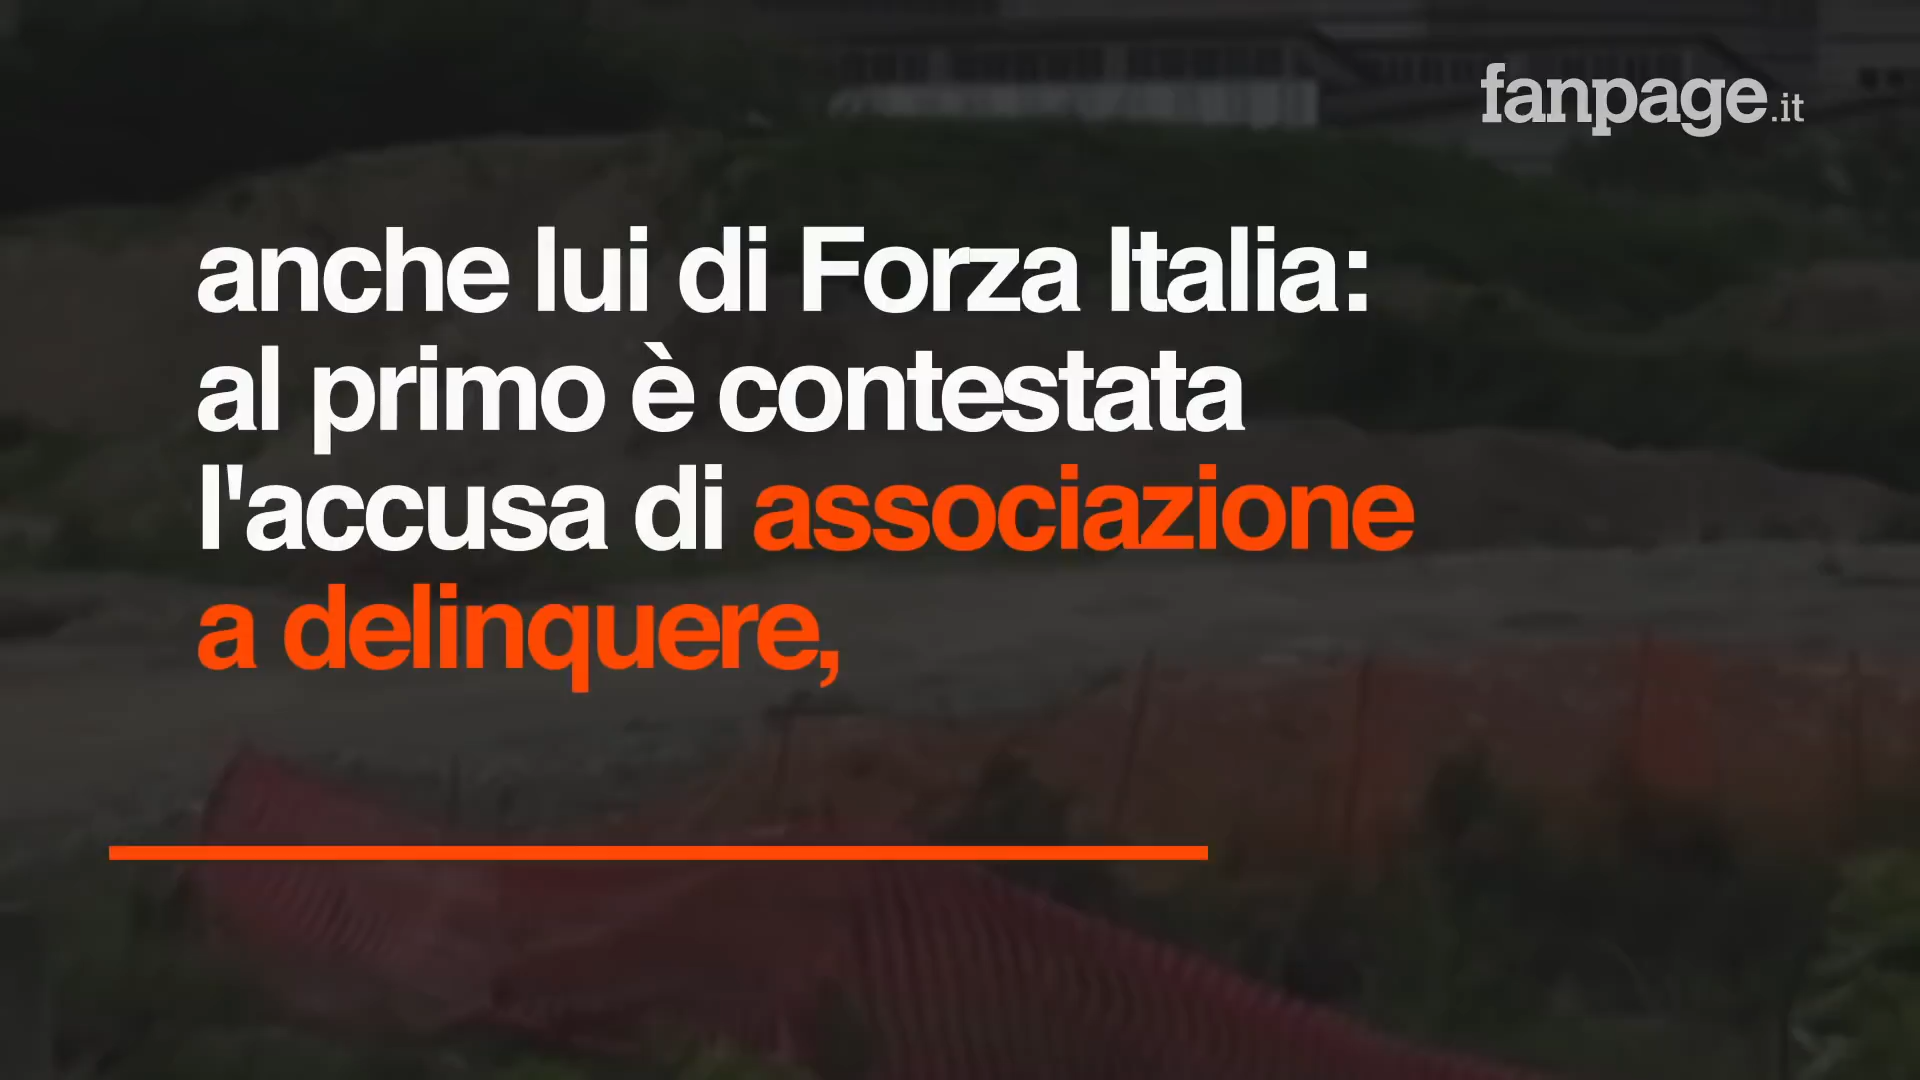 fanpage.it
anche lui di Forza Italia:
al primo è contestata
l'accusa di associazione
a delinquere,